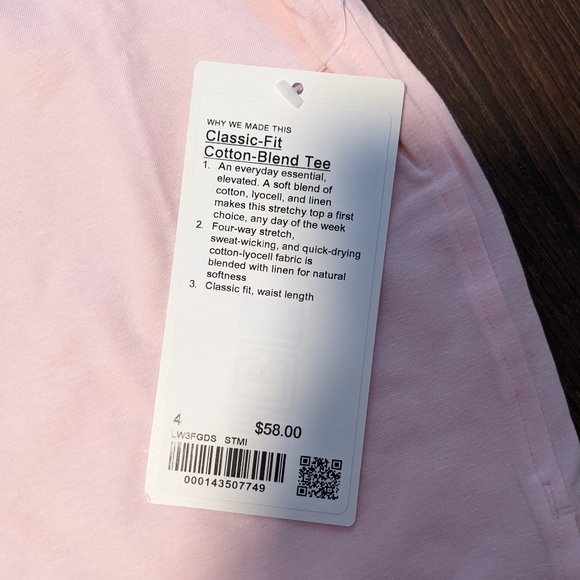 WHY WE MADE THIS
Classic-Fit
Cotton-Blend Tee
1. An everyday essential,
elevated. A soft blend of
cotton, lyocell, and linen
makes this stretchy top a first
choice, any day of the week
2. Four-way stretch,
sweat-wicking, and quick-drying
cotton-lyocell fabric is
blended with linen for natural
softness
3. Classic fit, waist length
4
$58.00
LW3FGDS STMI
000143507749